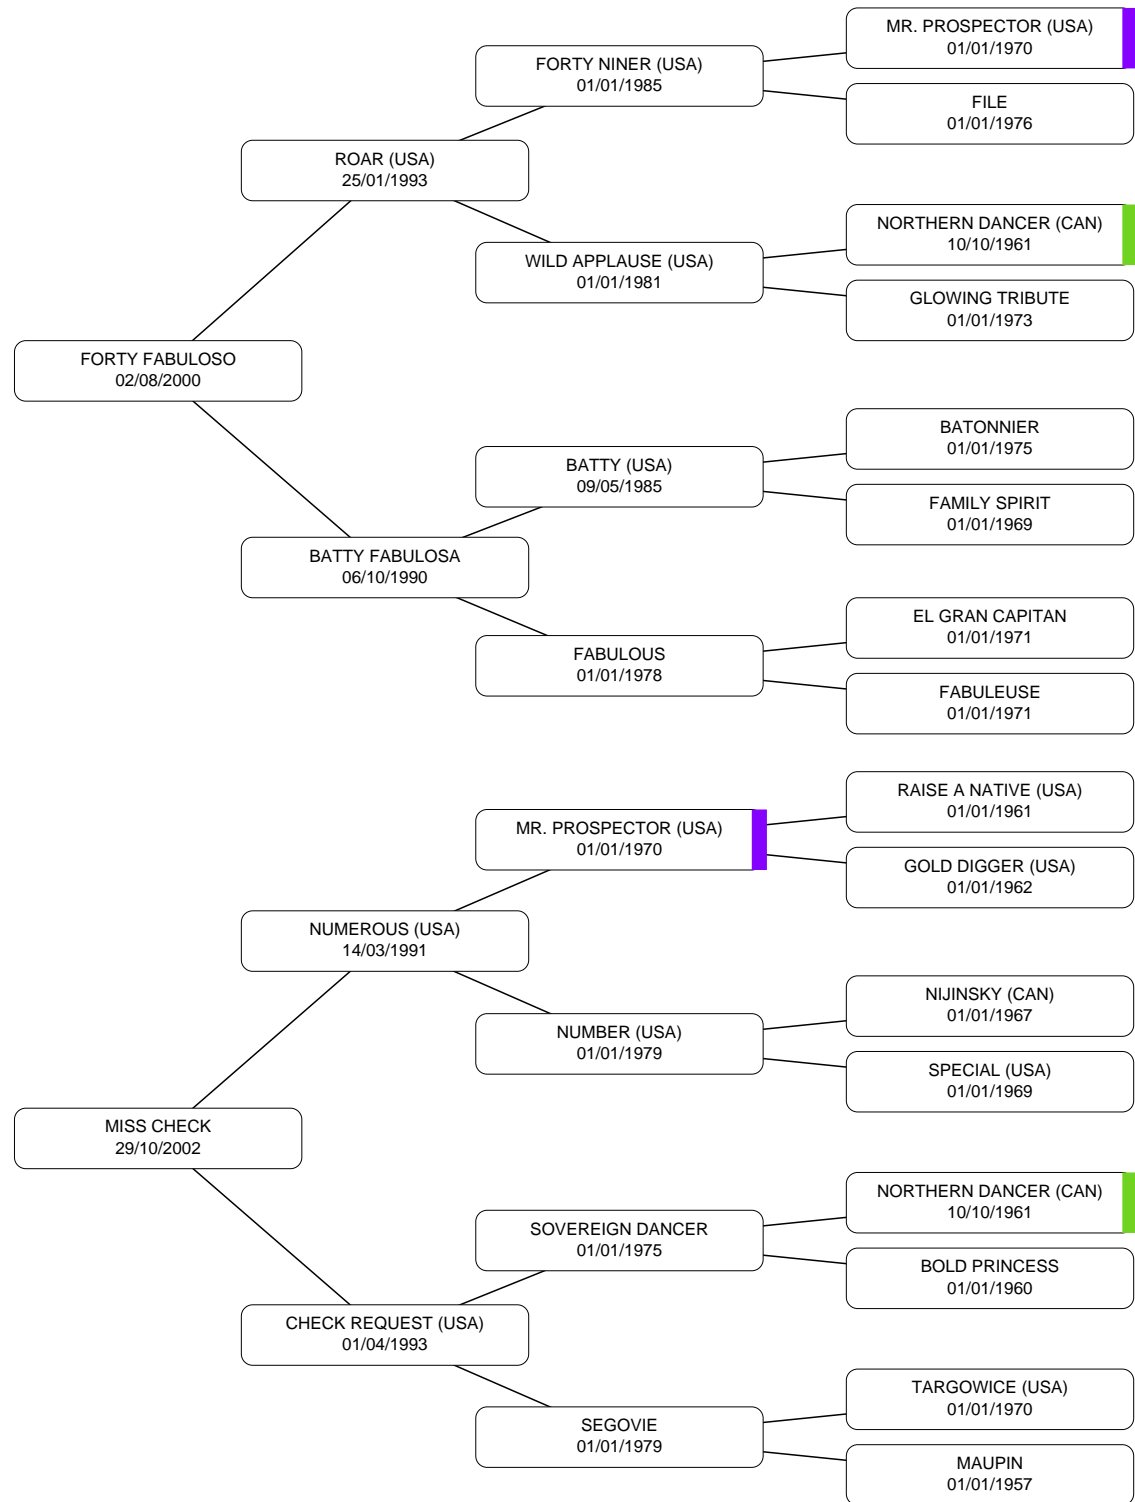 MR. PROSPECTOR (USA)
01/01/1970
FORTY NINER (USA)
01/01/1985
FILE
01/01/1976
ROAR (USA)
25/01/1993
NORTHERN DANCER (CAN)
10/10/1961
WILD APPLAUSE (USA)
01/01/1981
GLOWING TRIBUTE
01/01/1973
FORTY FABULOSO
02/08/2000
BATONNIER
01/01/1975
BATTY (USA)
09/05/1985
FAMILY SPIRIT
01/01/1969
BATTY FABULOSA
06/10/1990
EL GRAN CAPITAN
01/01/1971
FABULOUS
01/01/1978
FABULEUSE
01/01/1971
RAISE A NATIVE (USA)
01/01/1961
MR. PROSPECTOR (USA)
01/01/1970
GOLD DIGGER (USA)
01/01/1962
NUMEROUS (USA)
14/03/1991
NIJINSKY (CAN)
01/01/1967
NUMBER (USA)
01/01/1979
SPECIAL (USA)
01/01/1969
MISS CHECK
29/10/2002
NORTHERN DANCER (CAN)
10/10/1961
SOVEREIGN DANCER
01/01/1975
BOLD PRINCESS
01/01/1960
CHECK REQUEST (USA)
01/04/1993
TARGOWICE (USA)
01/01/1970
SEGOVIE
01/01/1979
MAUPIN
01/01/1957